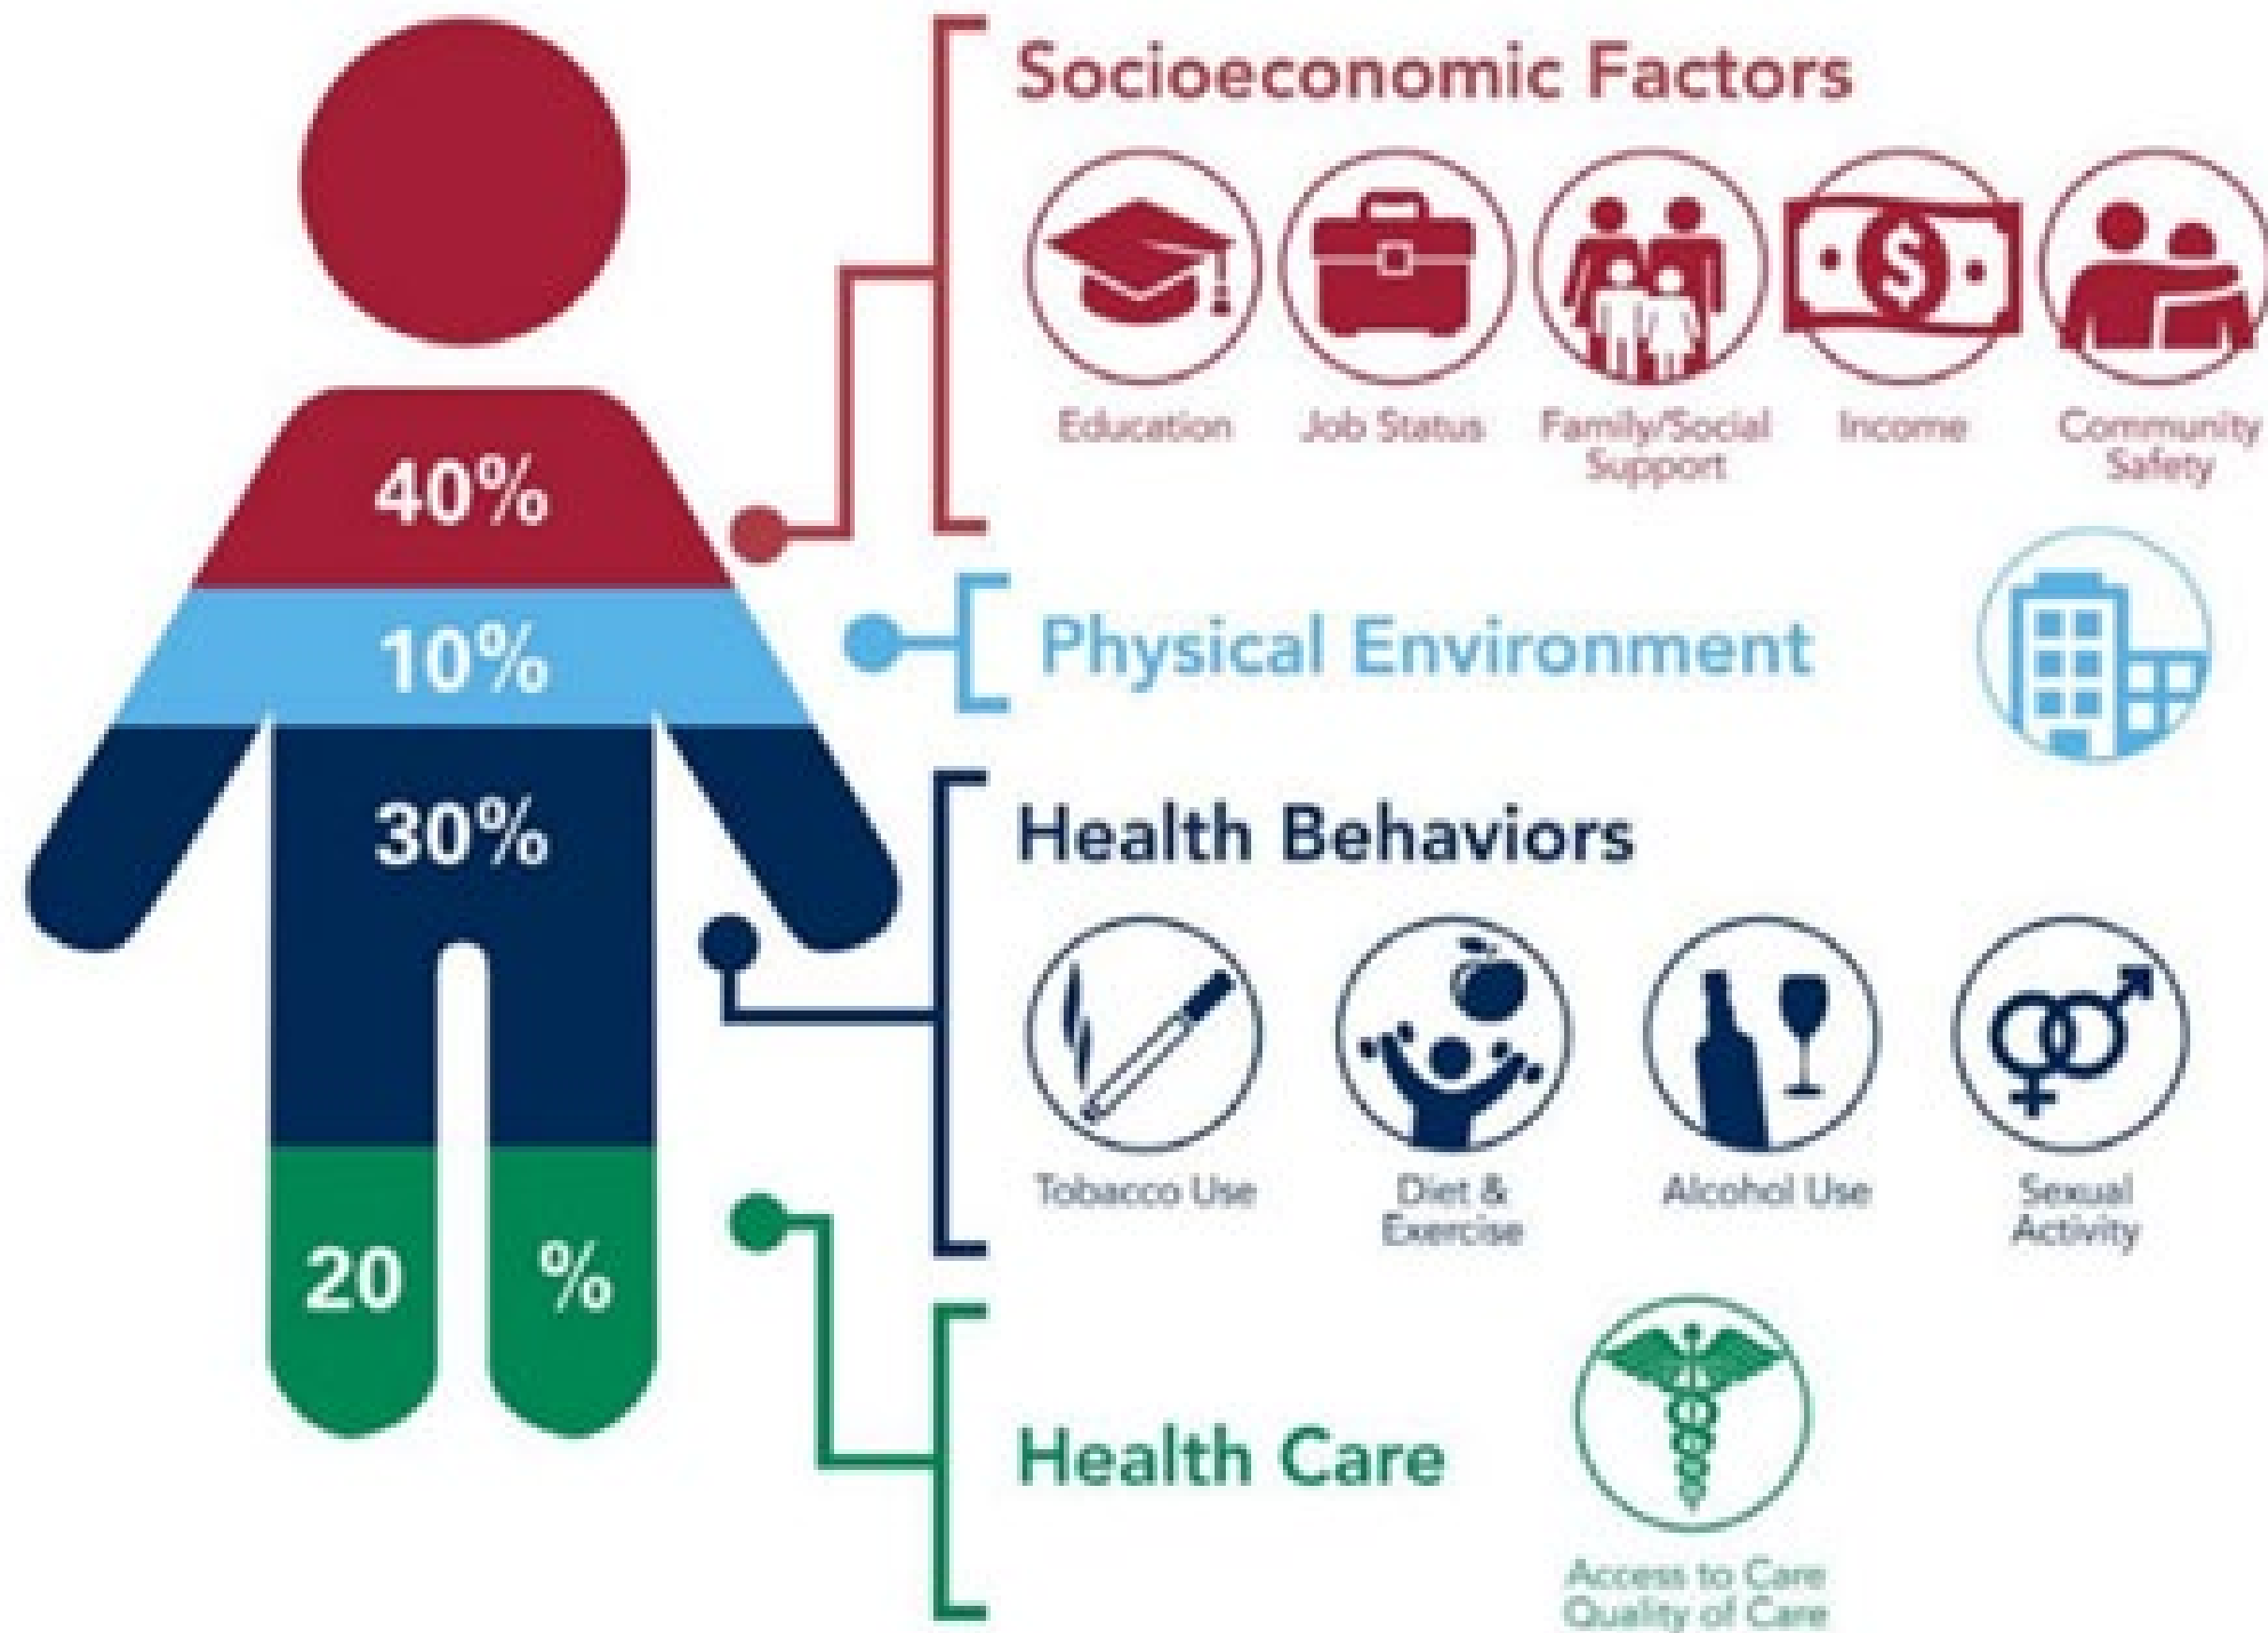 Socioeconomic Factors
Education
Job Status
Family/Social
Support
Income
Community
Safety
40%
10%
Physical Environment
30%
Health Behaviors
Tobacco Use
Diet &
Exercise
Alcohol Use
Sexual
Activity
20 %
Health Care
Access to Care
Quality of Care